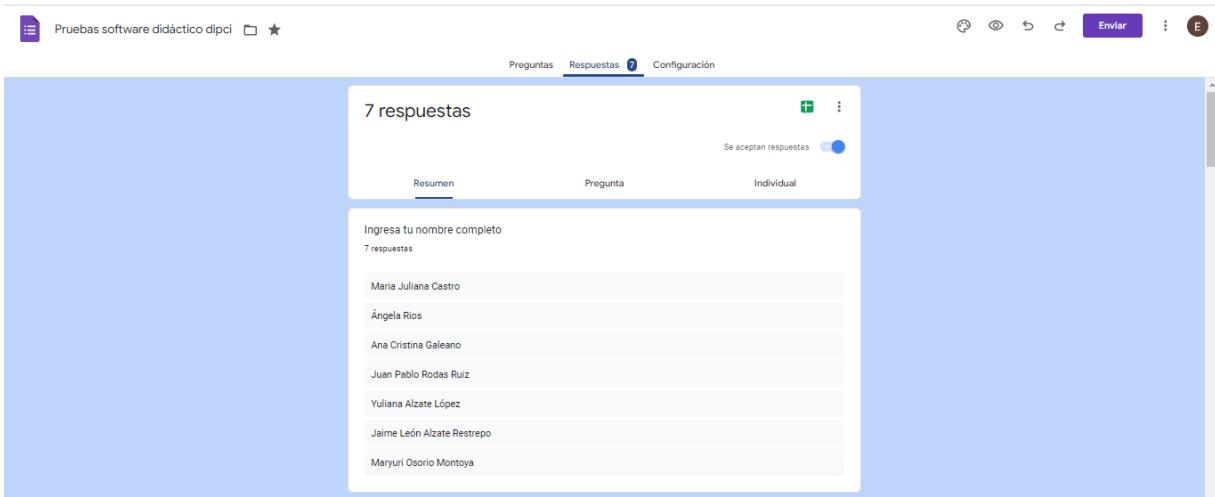 Pruebas software didáctico dipci
Enviar
E
Preguntas Respuestas 7 Configuración
7 respuestas
Se aceptan respuestas
Resumen Pregunta Individual
Ingresa tu nombre completo
7 respuestas
Maria Juliana Castro
Ángela Rios
Ana Cristina Galeano
Juan Pablo Rodas Ruiz
Yuliana Alzate López
Jaime León Alzate Restrepo
Maryuri Osorio Montoya